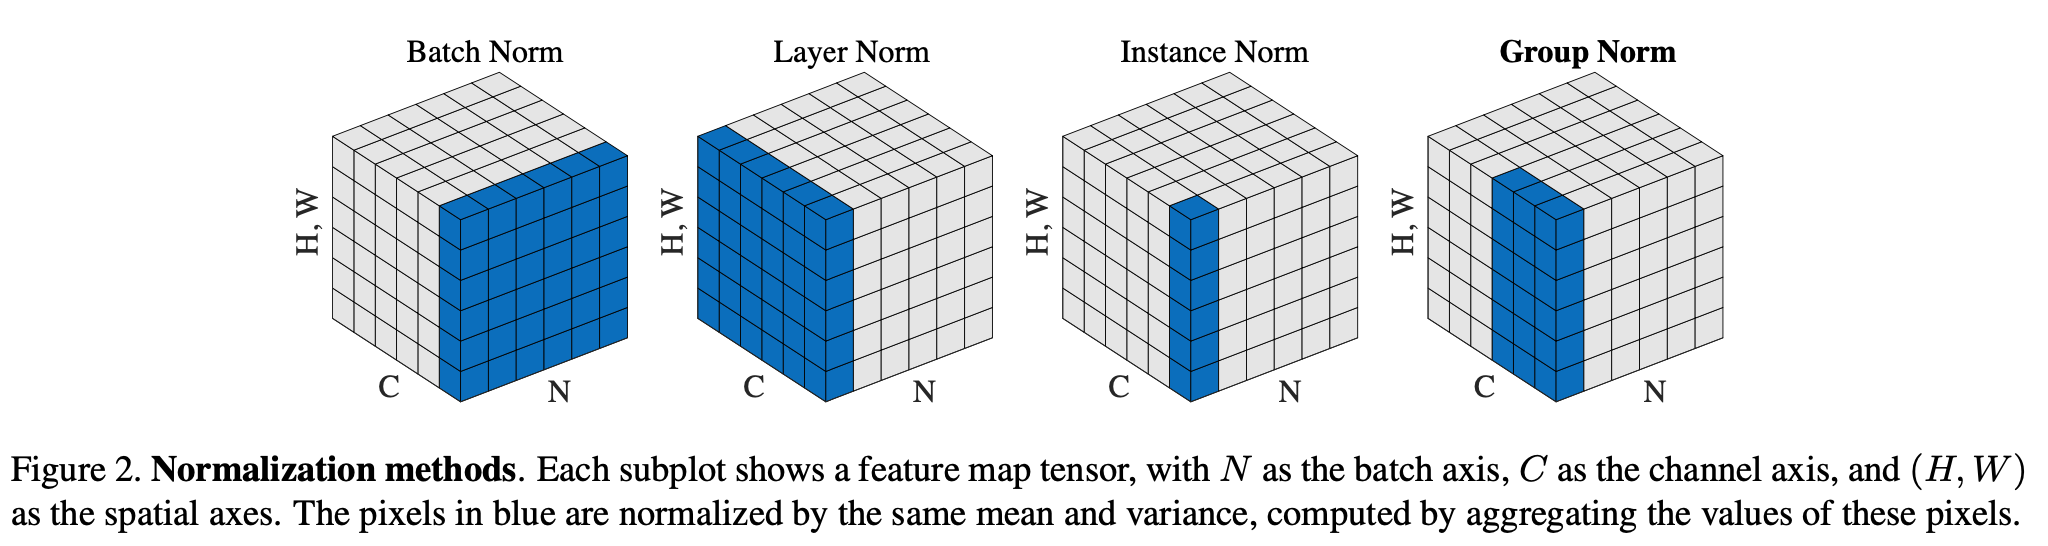 Batch Norm
Layer Norm
Instance Norm
Group Norm
H, W
C
N
H, W
C
N
H, W
C
N
H, W
C
N
Figure 2. Normalization methods. Each subplot shows a feature map tensor, with N as the batch axis, C as the channel axis, and (H, W)
as the spatial axes. The pixels in blue are normalized by the same mean and variance, computed by aggregating the values of these pixels.